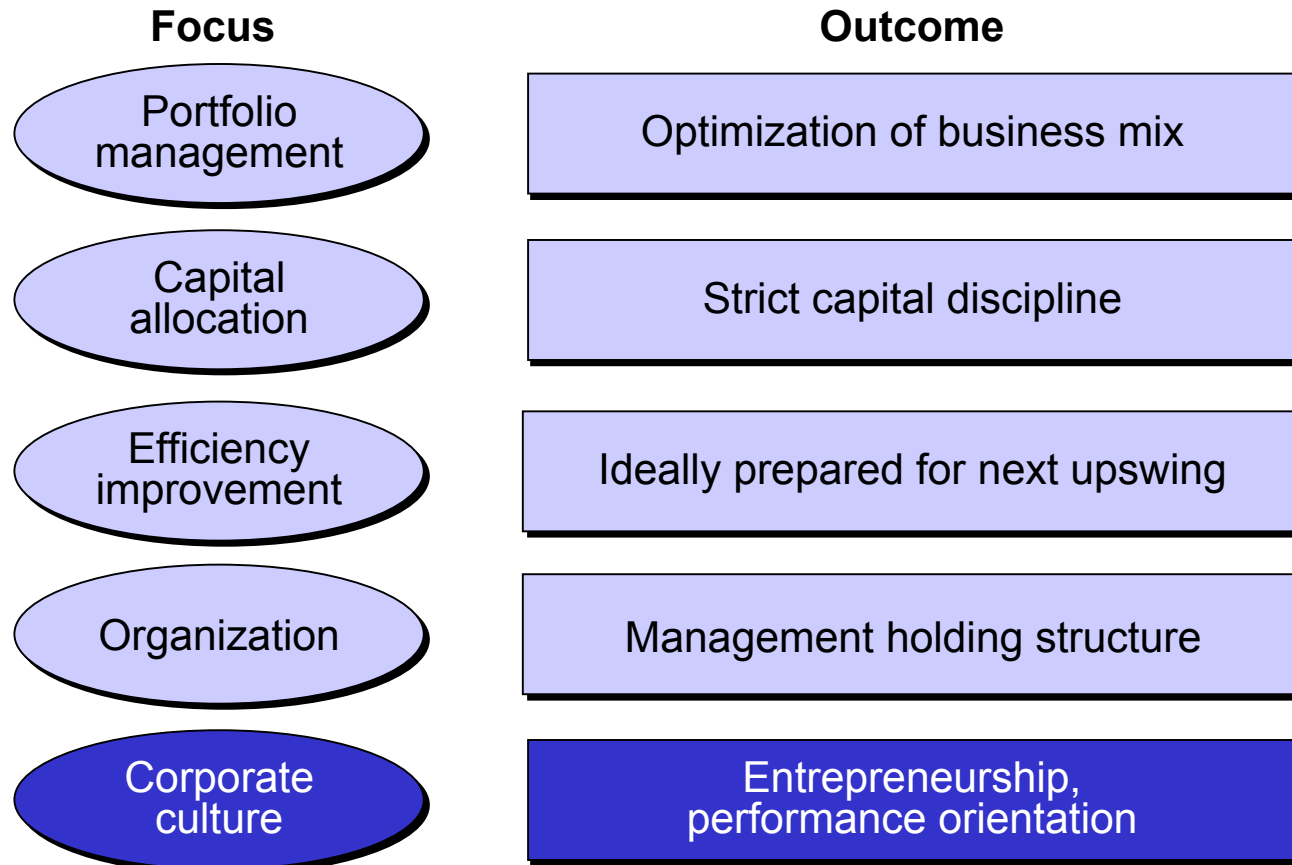 Focus
Outcome
Portfolio
management
Optimization of business mix
Capital
allocation
Strict capital discipline
Efficiency
improvement
Ideally prepared for next upswing
Organization
Management holding structure
Corporate
culture
Entrepreneurship,
performance orientation